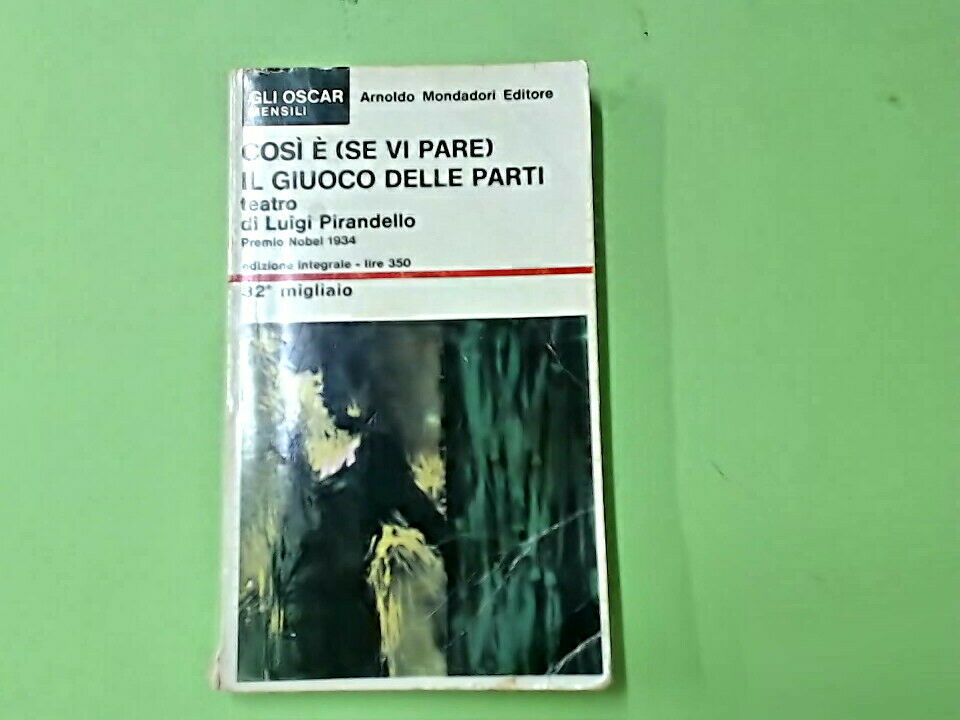 GLI OSCAR
MENSILI
Arnoldo Mondadori Editore
COSÌ È (SE VI PARE)
IL GIUOCO DELLE PARTI
teatro
di Luigi Pirandello
Premio Nobel 1934
edizione integrale - lire 350
32° migliaio